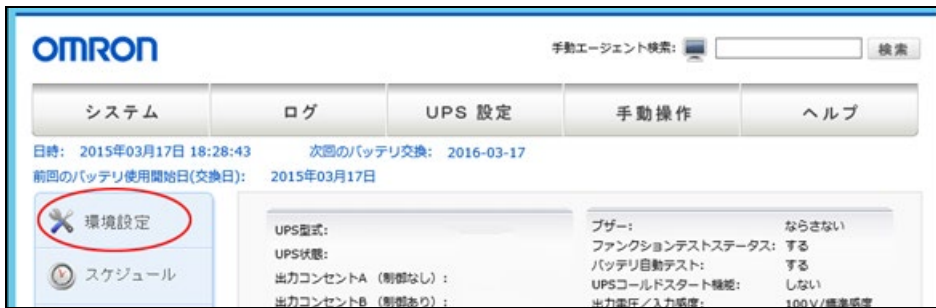 OMRON
手動エージェント検索:
検索
システム ログ UPS 設定 手動操作 ヘルプ
日時: 2015年03月17日 18:28:43 次回のバッテリ交換: 2016-03-17
前回のバッテリ使用開始日(交換日): 2015年03月17日
環境設定
スケジュール
UPS型式:
UPS状態:
出力コンセントA (制御なし) :
出力コンセントB (制御あり) :
ブザー: ならさない
ファンクションテストステータス: する
バッテリ自動テスト: する
UPSコールドスタート機能: しない
出力電圧/入力感度: 100V/標準感度